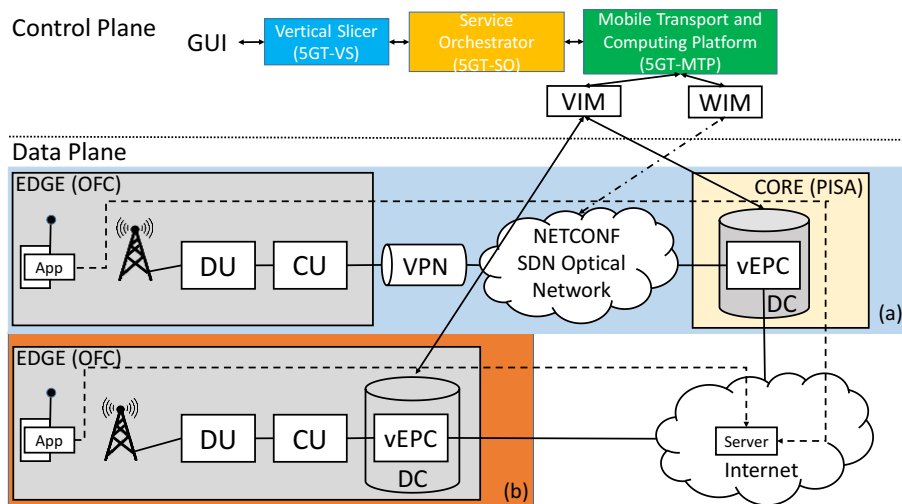 Control Plane
GUI
Vertical Slicer
(5GT-VS)
Service
Orchestrator
(5GT-SO)
Mobile Transport and
Computing Platform
(5GT-MTP)
VIM
WIM
Data Plane
EDGE (OFC)
App
DU
CU
VPN
NETCONF
SDN Optical
Network
CORE (PISA)
vEPC
DC
(a)
EDGE (OFC)
App
DU
CU
vEPC
DC
(b)
Server
Internet